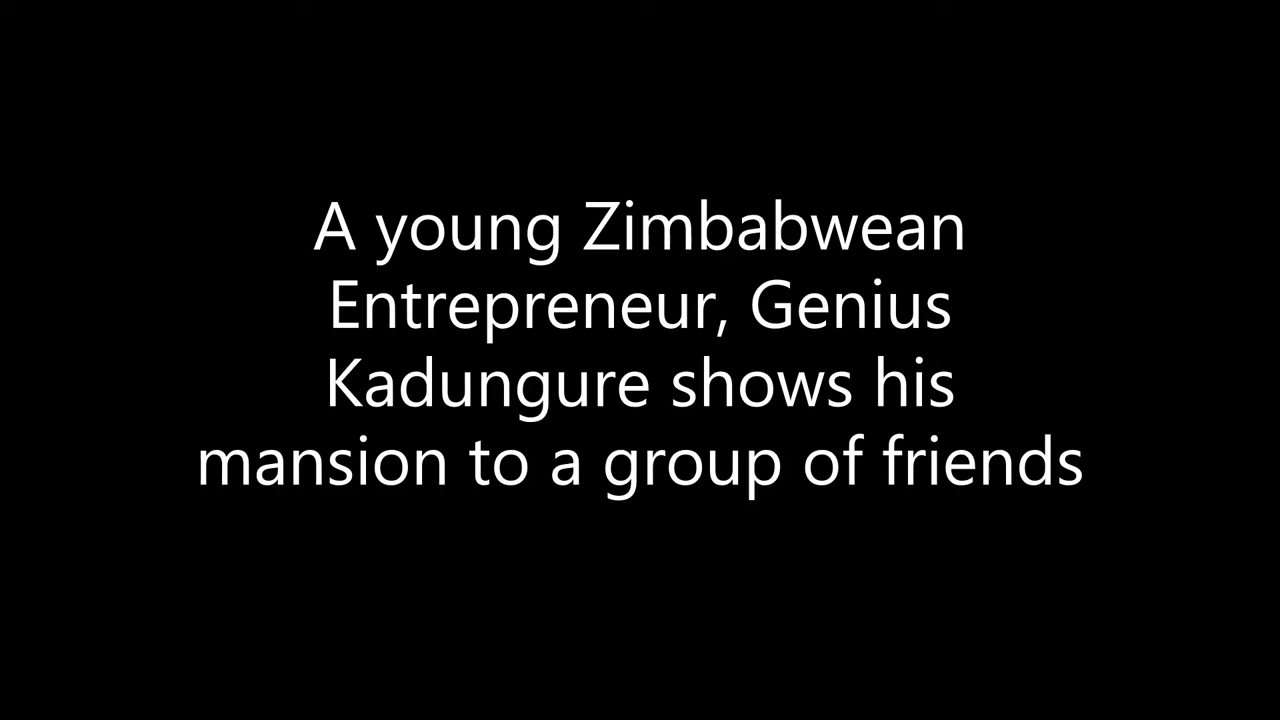 A young Zimbabwean
Entrepreneur, Genius
Kadungure shows his
mansion to a group of friends